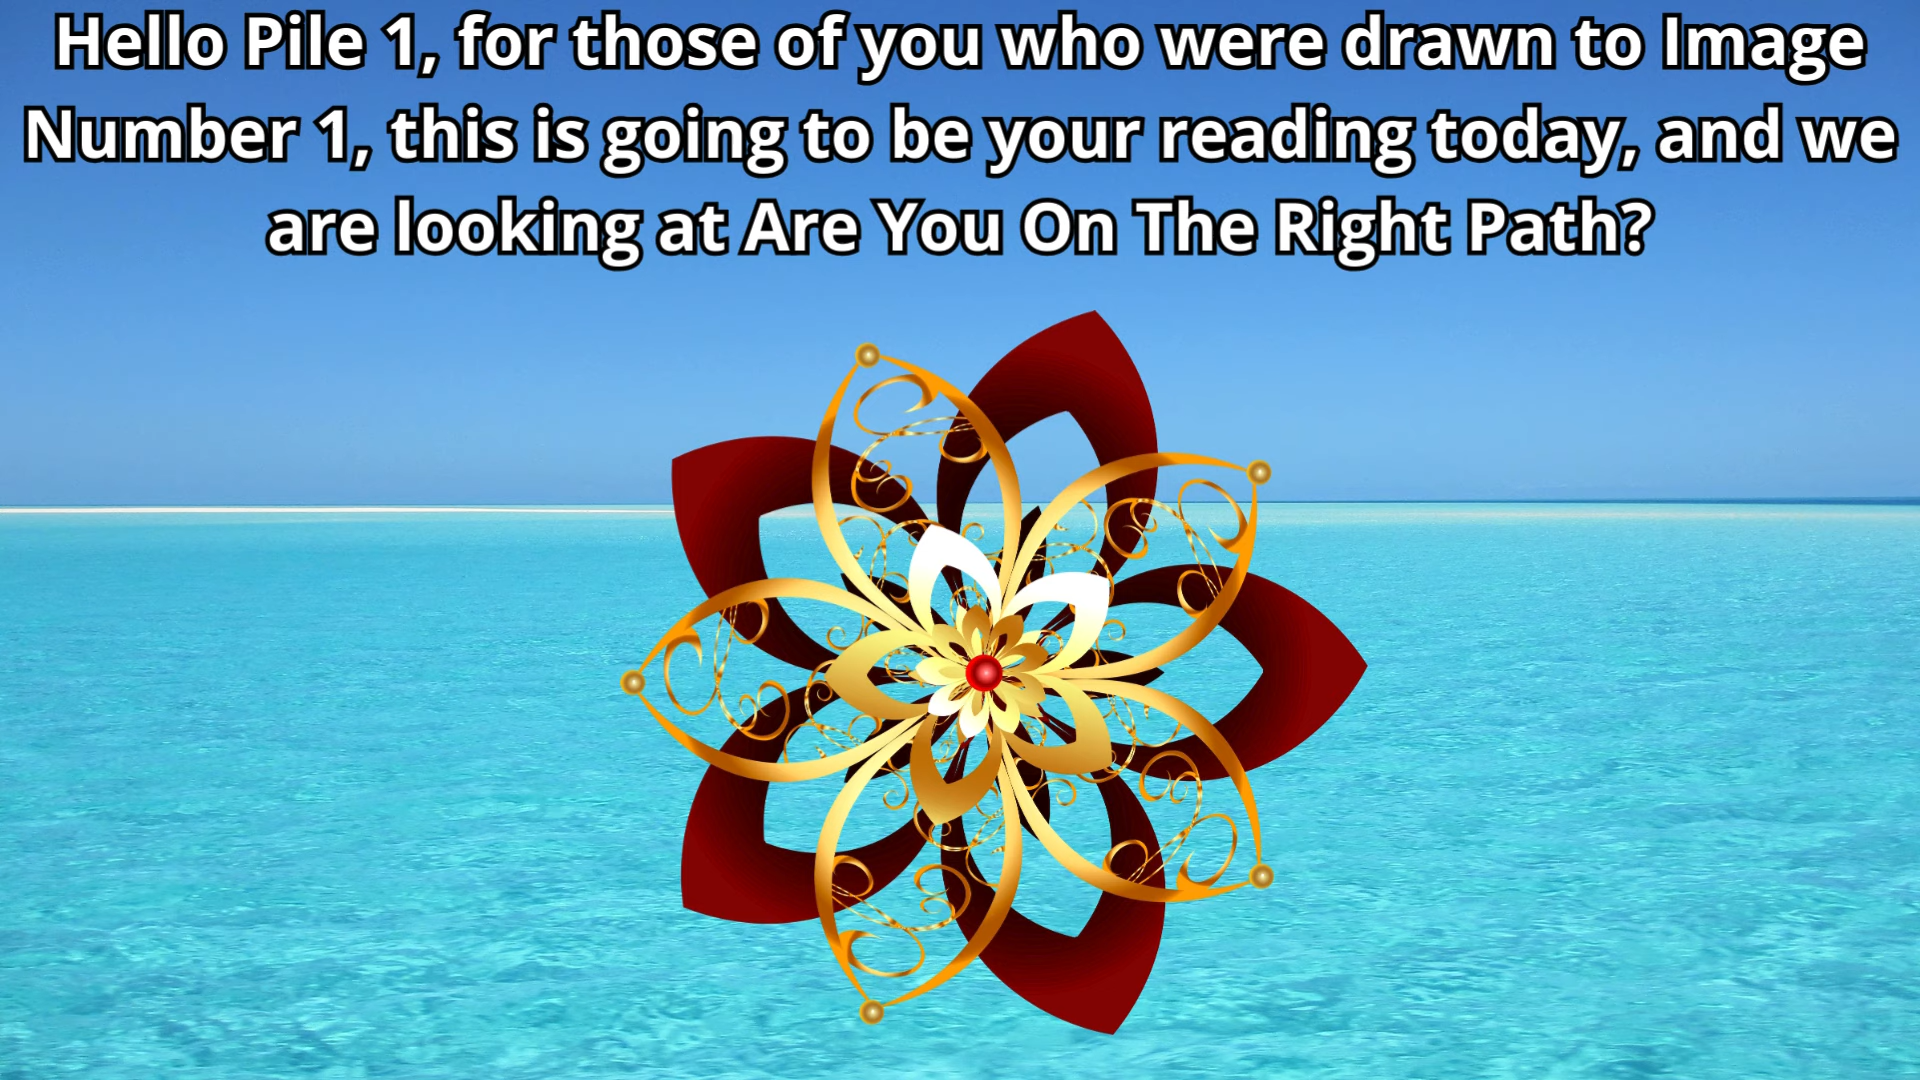 Hello Pile 1, for those of you who were drawn to Image
Number 1, this is going to be your reading today, and we
are looking at Are You On The Right Path?